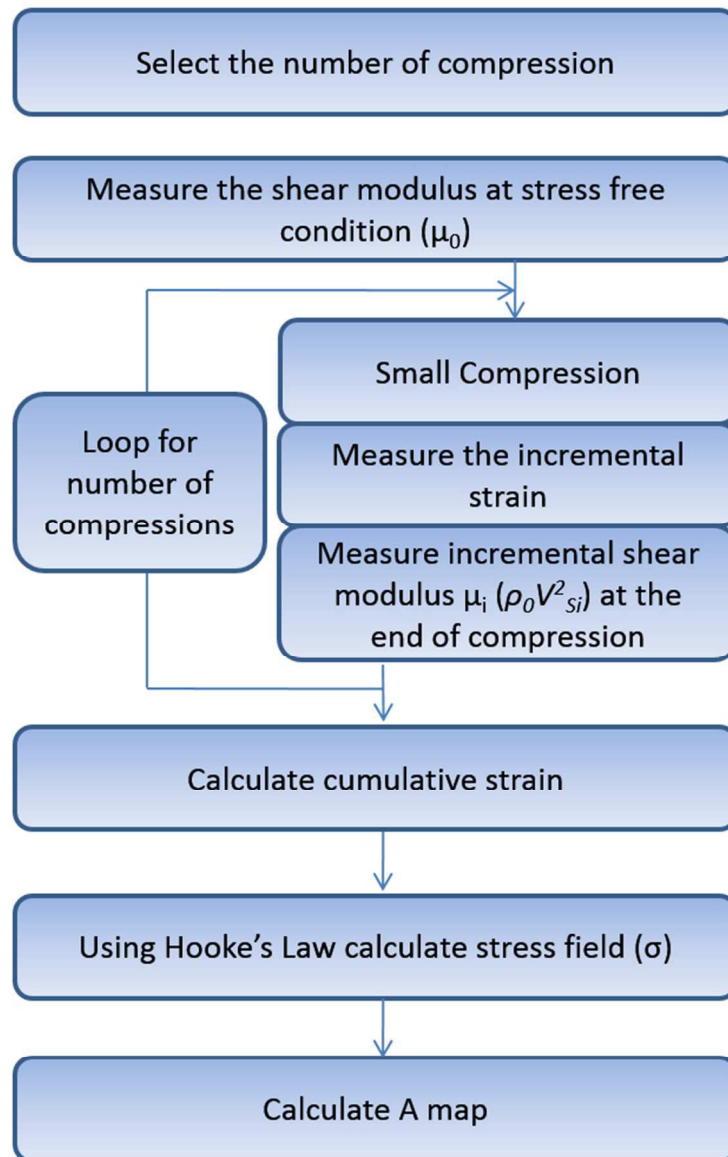 Select the number of compression
Measure the shear modulus at stress free
condition (μ₀)
Small Compression
Loop for
number of
compressions
Measure the incremental
strain
Measure incremental shear
modulus μᵢ (ρ₀V²ₛᵢ) at the
end of compression
Calculate cumulative strain
Using Hooke’s Law calculate stress field (σ)
Calculate A map